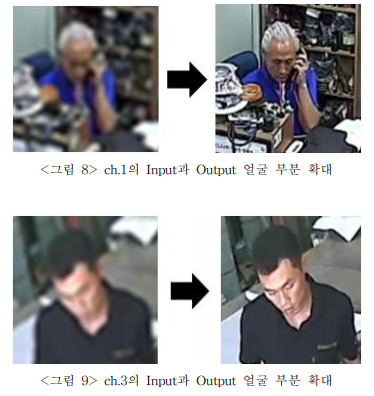 <그림 8> ch.1의 Input과 Output 얼굴 부분 확대
<그림 9> ch.3의 Input과 Output 얼굴 부분 확대